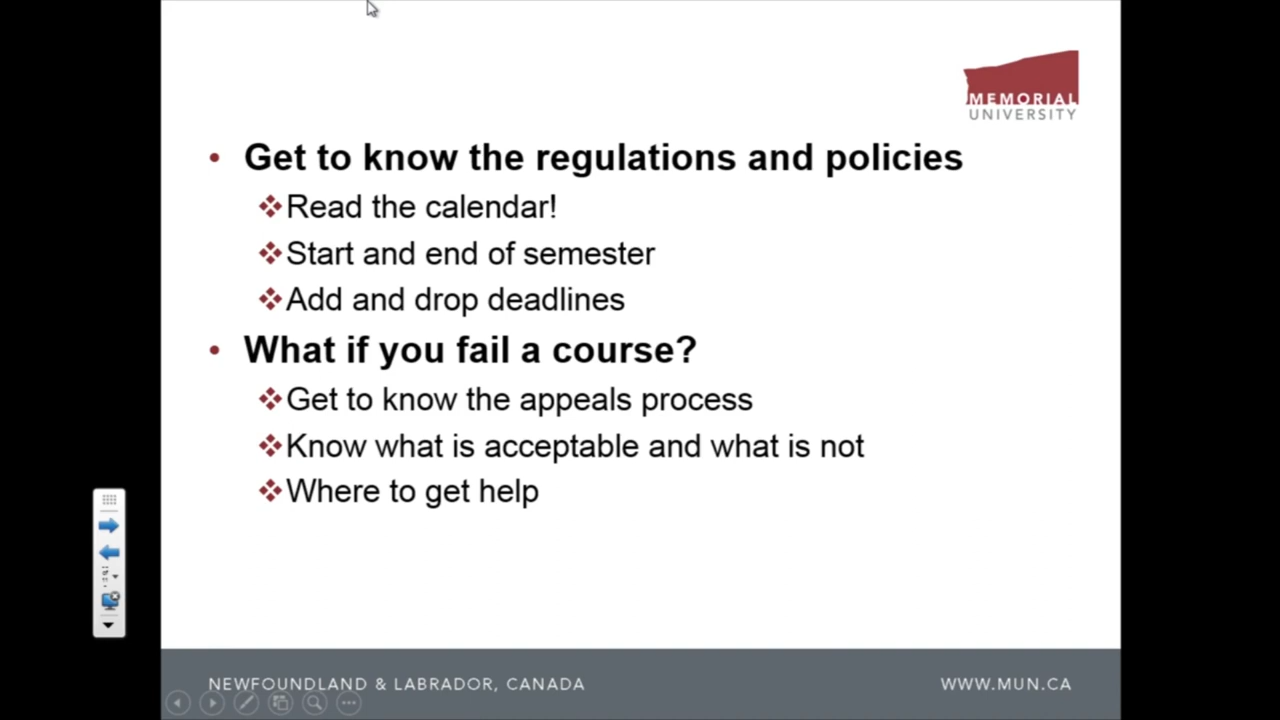 MEMORIAL
UNIVERSITY
• Get to know the regulations and policies
❖Read the calendar!
❖Start and end of semester
❖Add and drop deadlines
• What if you fail a course?
❖Get to know the appeals process
❖Know what is acceptable and what is not
❖Where to get help
NEWFOUNDLAND & LABRADOR, CANADA
WWW.MUN.CA